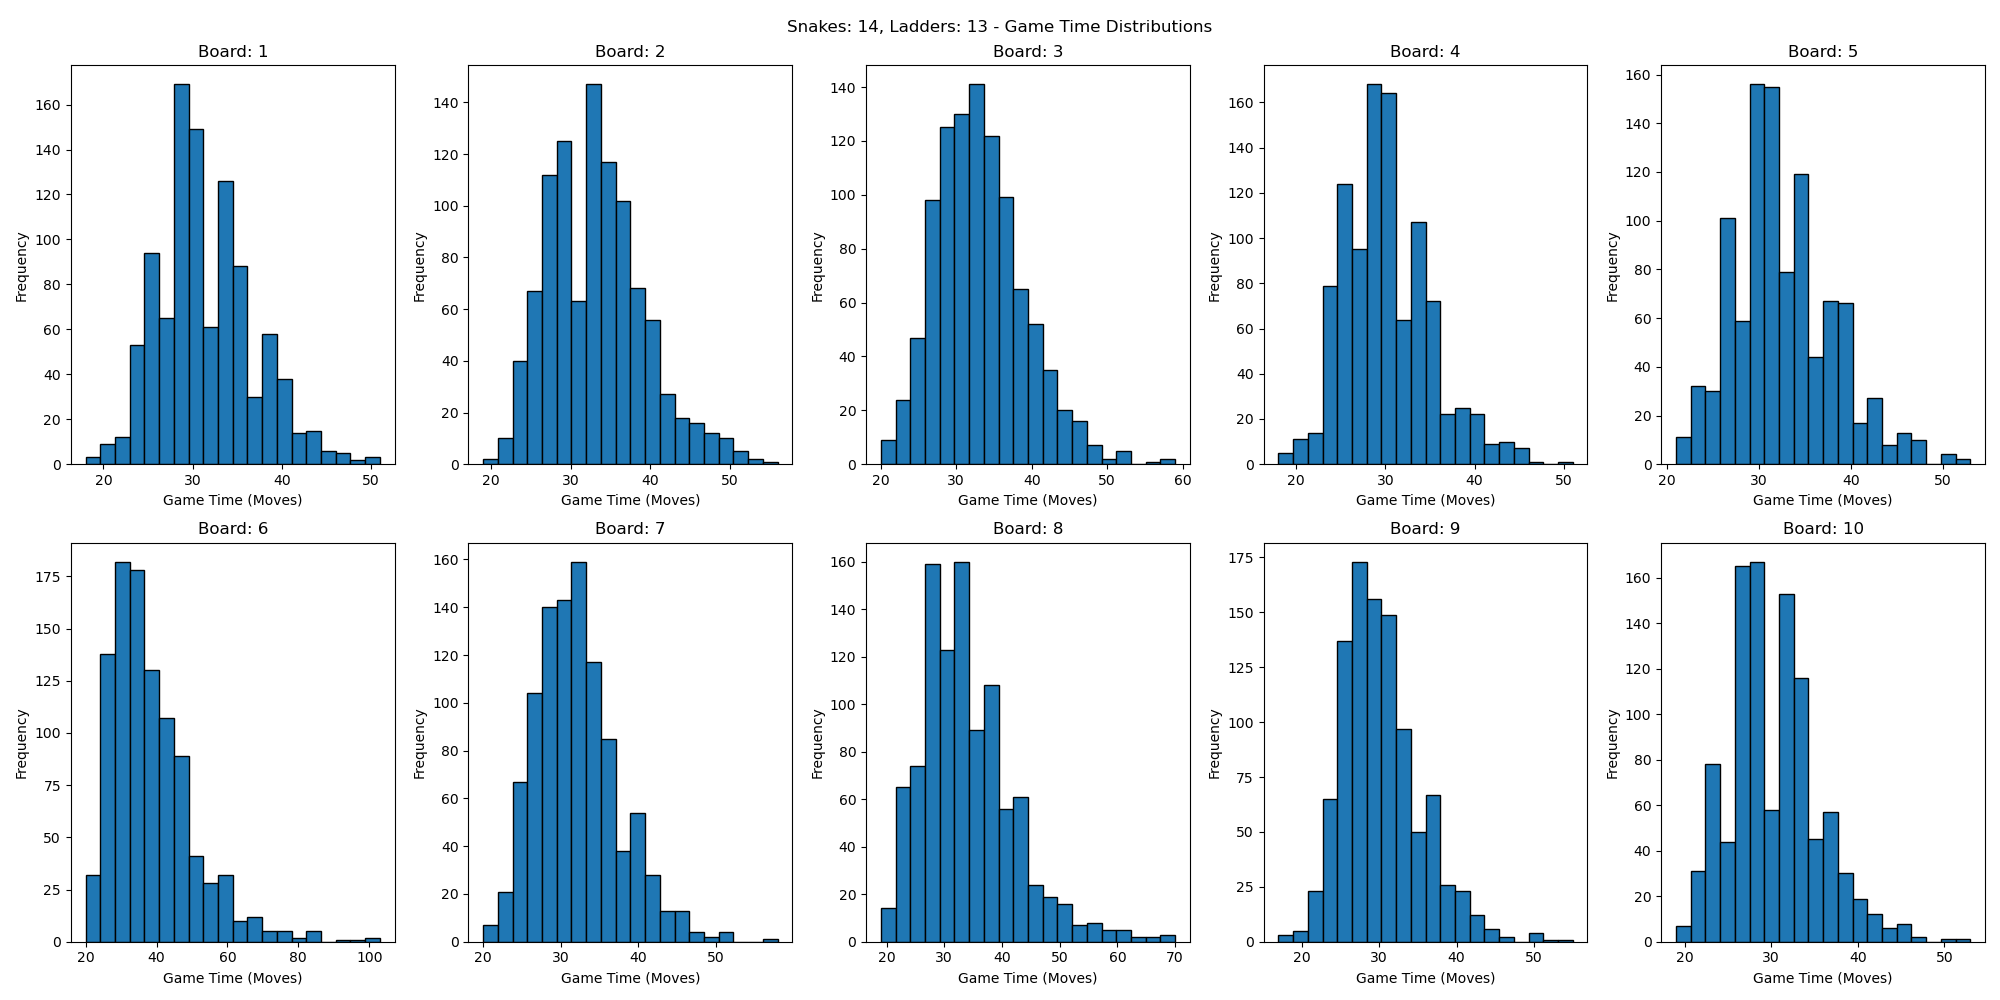 Snakes: 14, Ladders: 13 - Game Time Distributions
Board: 1
Frequency
160
140
120
100
80
60
40
20
0
20 30 40 50
Game Time (Moves)
Board: 2
Frequency
140
120
100
80
60
40
20
0
20 30 40 50
Game Time (Moves)
Board: 3
Frequency
140
120
100
80
60
40
20
0
20 30 40 50 60
Game Time (Moves)
Board: 4
Frequency
160
140
120
100
80
60
40
20
0
20 30 40 50
Game Time (Moves)
Board: 5
Frequency
160
140
120
100
80
60
40
20
0
20 30 40 50
Game Time (Moves)
Board: 6
Frequency
175
150
125
100
75
50
25
0
20 40 60 80 100
Game Time (Moves)
Board: 7
Frequency
160
140
120
100
80
60
40
20
0
20 30 40 50
Game Time (Moves)
Board: 8
Frequency
160
140
120
100
80
60
40
20
0
20 30 40 50 60 70
Game Time (Moves)
Board: 9
Frequency
175
150
125
100
75
50
25
0
20 30 40 50
Game Time (Moves)
Board: 10
Frequency
160
140
120
100
80
60
40
20
0
20 30 40 50
Game Time (Moves)